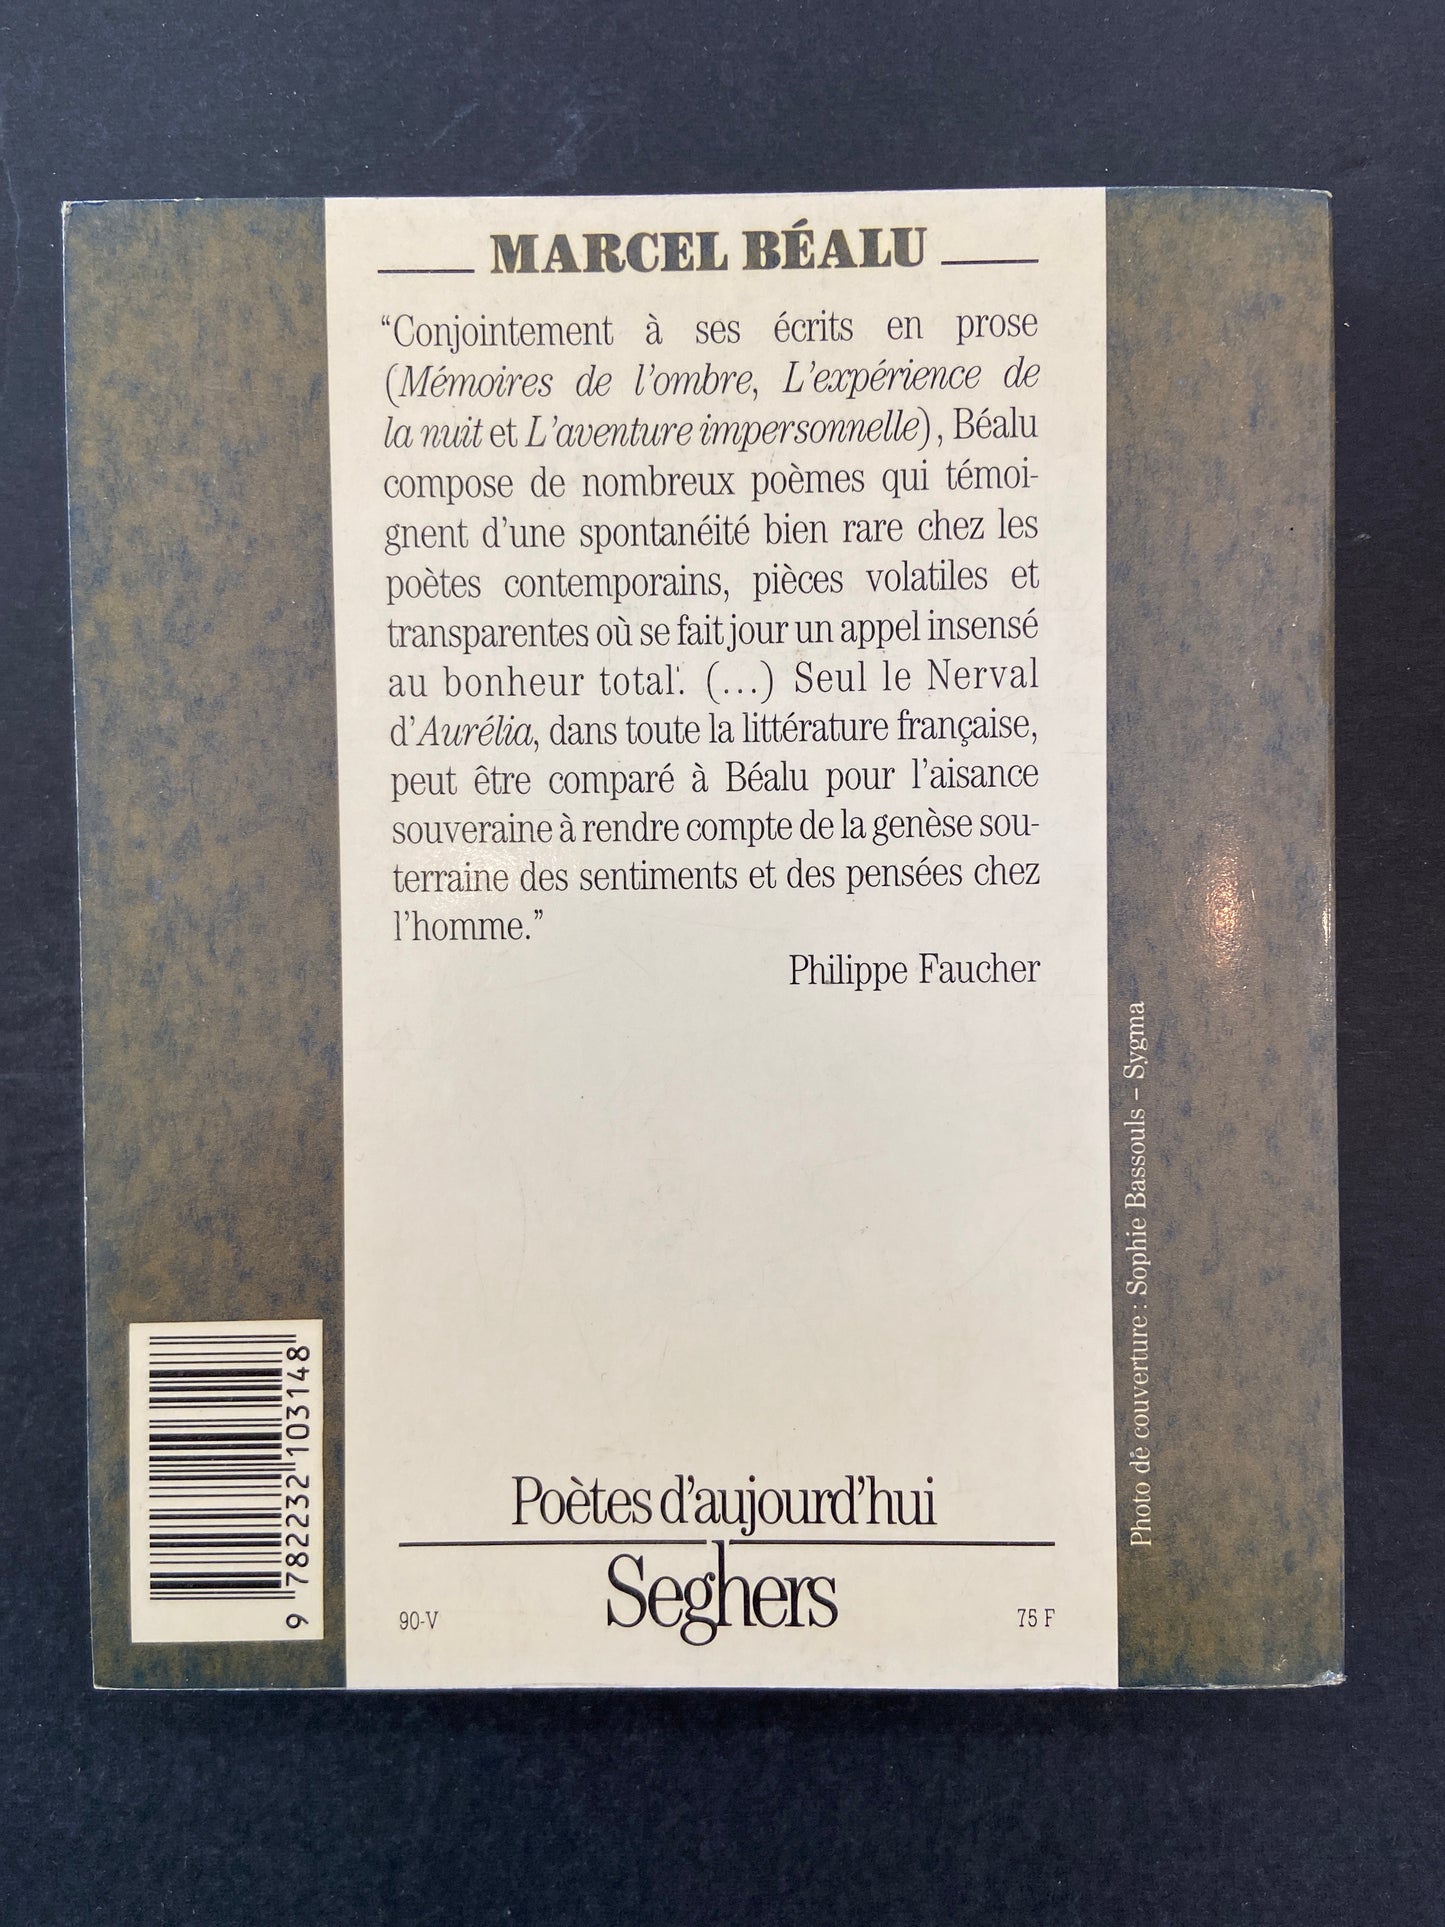 MARCEL BÉALU
“Conjointement à ses écrits en prose
(Mémoires de l’ombre, L’expérience de
la nuit et L’aventure impersonnelle), Béalu
compose de nombreux poèmes qui témoi-
gnent d’une spontanéité bien rare chez les
poètes contemporains, pièces volatiles et
transparentes où se fait jour un appel insensé
au bonheur total’. (...) Seul le Nerval
d’Aurélia, dans toute la littérature française,
peut être comparé à Béalu pour l’aisance
souveraine à rendre compte de la genèse sou-
terraine des sentiments et des pensées chez
l’homme.”
Philippe Faucher
Photo de couverture : Sophie Bassouls – Sygma
9 782232 103148
Poètes d’aujourd’hui
Seghers
90-V
75 F